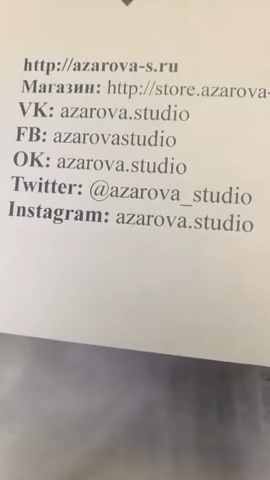 http://azarova-s.ru
Магазин: http://store.azarova-
VK: azarova.studio
FB: azarovastudio
OK: azarova.studio
Twitter: @azarova_studio
Instagram: azarova.studio